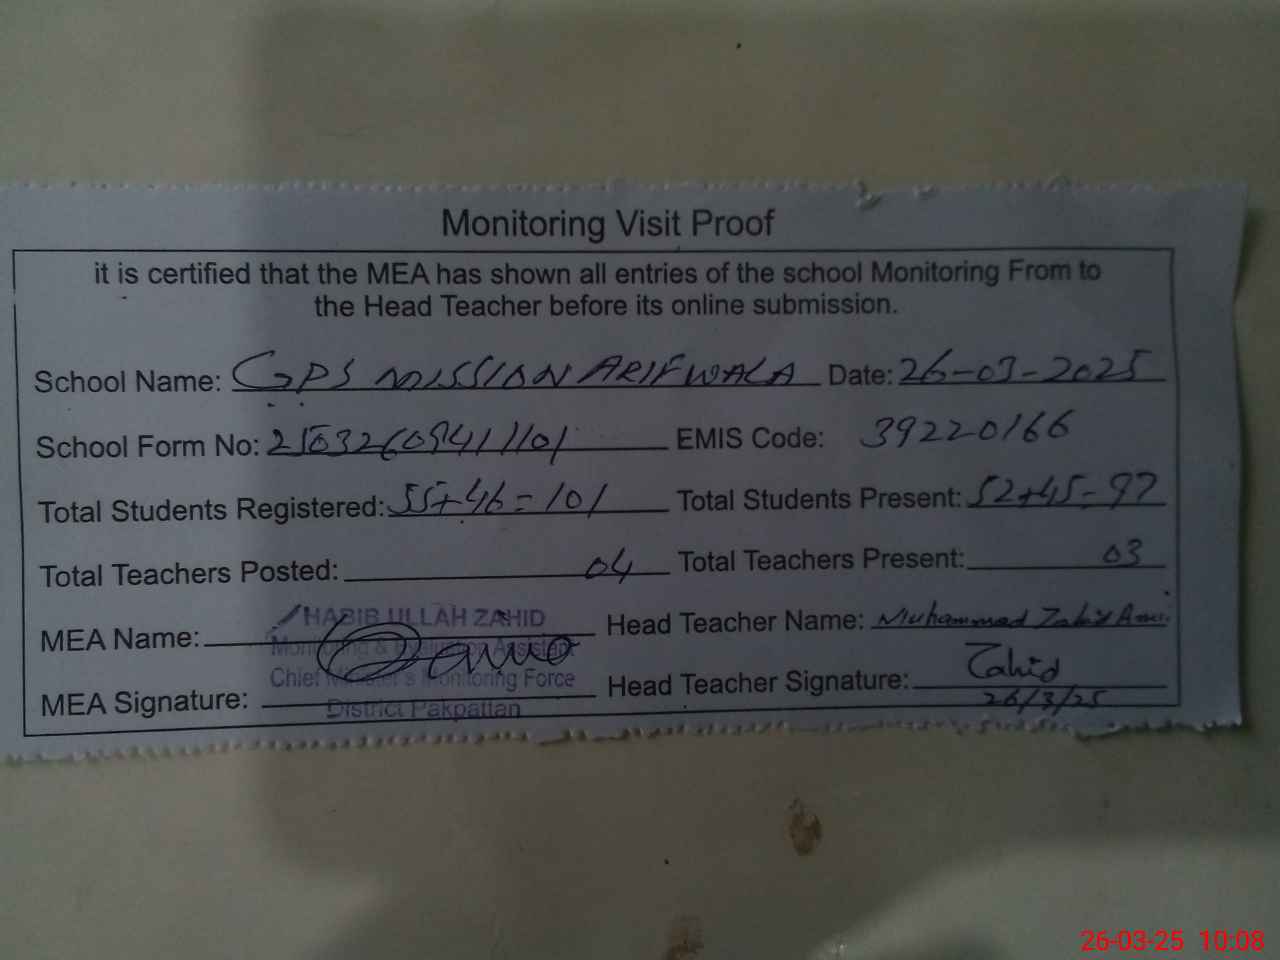 Monitoring Visit Proof
it is certified that the MEA has shown all entries of the school Monitoring From to
the Head Teacher before its online submission.
School Name: GPS MISSION ARIFWALA Date: 26-03-2025
School Form No: EMIS Code: 39220166
Total Students Registered: 55+46=101 Total Students Present: 52+45=97
Total Teachers Posted: 04 Total Teachers Present: 03
HABIB ULLAH ZAHID
MEA Name: Head Teacher Name: Muhammad
Monitoring & Evaluation Assistant
Chief Minister's Monitoring Force
MEA Signature: Head Teacher Signature: Zahid
District Pakpattan 26/3/25
26-03-25 10:08